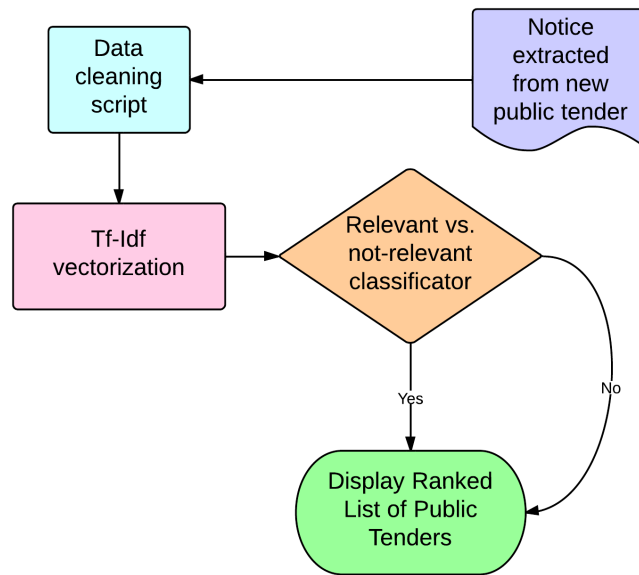 Notice
extracted
from new
public tender
Data
cleaning
script
Tf-Idf
vectorization
Relevant vs.
not-relevant
classificator
Yes
No
Display Ranked
List of Public
Tenders